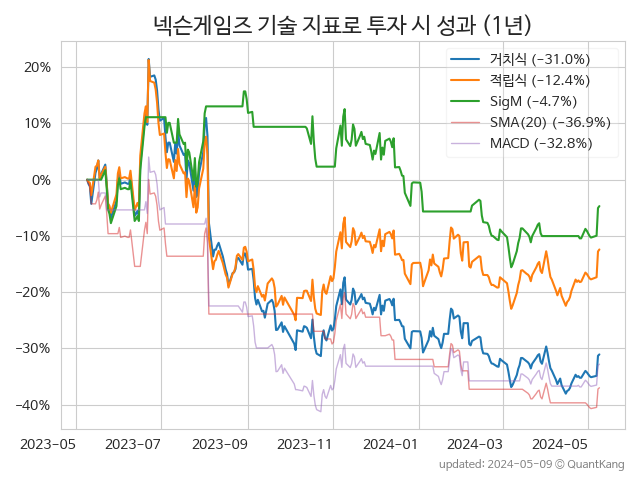 넥슨게임즈 기술 지표로 투자 시 성과 (1년)
거치식 (−31.0%)
적립식 (−12.4%)
SigM (−4.7%)
SMA(20) (−36.9%)
MACD (−32.8%)
20%
10%
0%
−10%
−20%
−30%
−40%
2023-05 2023-07 2023-09 2023-11 2024-01 2024-03 2024-05
updated: 2024-05-09 © QuantKang